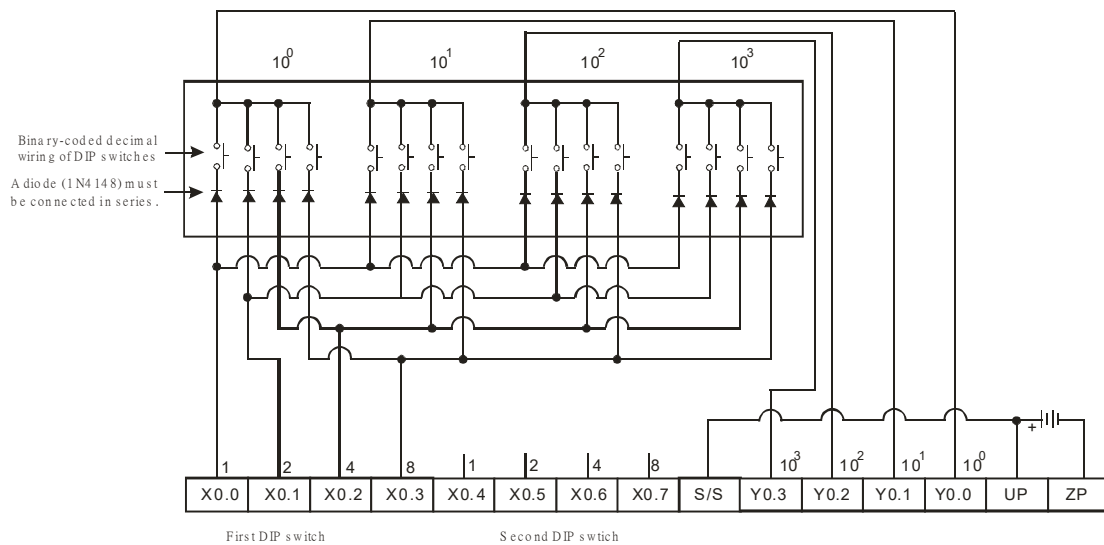 10^0 10^1 10^2 10^3
Binary-coded decimal
wiring of DIP switches
A diode (1N4148) must
be connected in series.
1 2 4 8 1 2 4 8 10^3 10^2 10^1 10^0 +
X0.0 X0.1 X0.2 X0.3 X0.4 X0.5 X0.6 X0.7 S/S Y0.3 Y0.2 Y0.1 Y0.0 UP ZP
First DIP switch Second DIP swtich